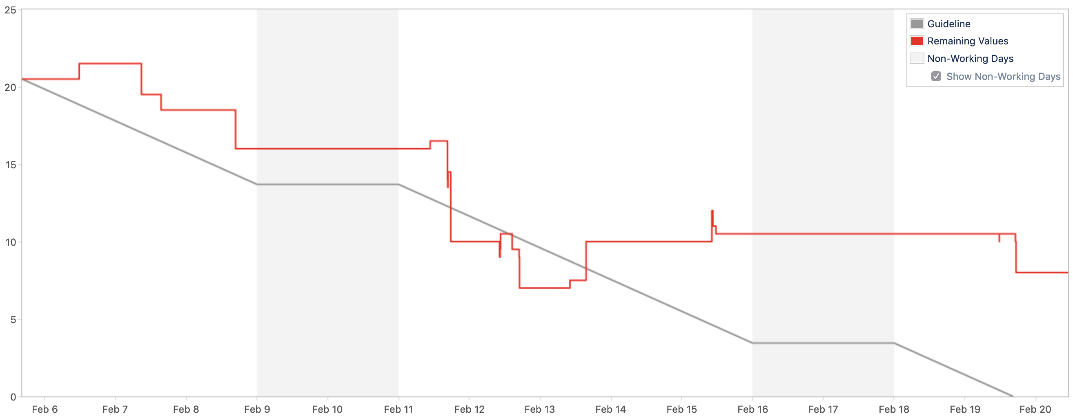 25
20
15
10
5
0
Guideline
Remaining Values
Non-Working Days
Show Non-Working Days
Feb 6 Feb 7 Feb 8 Feb 9 Feb 10 Feb 11 Feb 12 Feb 13 Feb 14 Feb 15 Feb 16 Feb 17 Feb 18 Feb 19 Feb 20